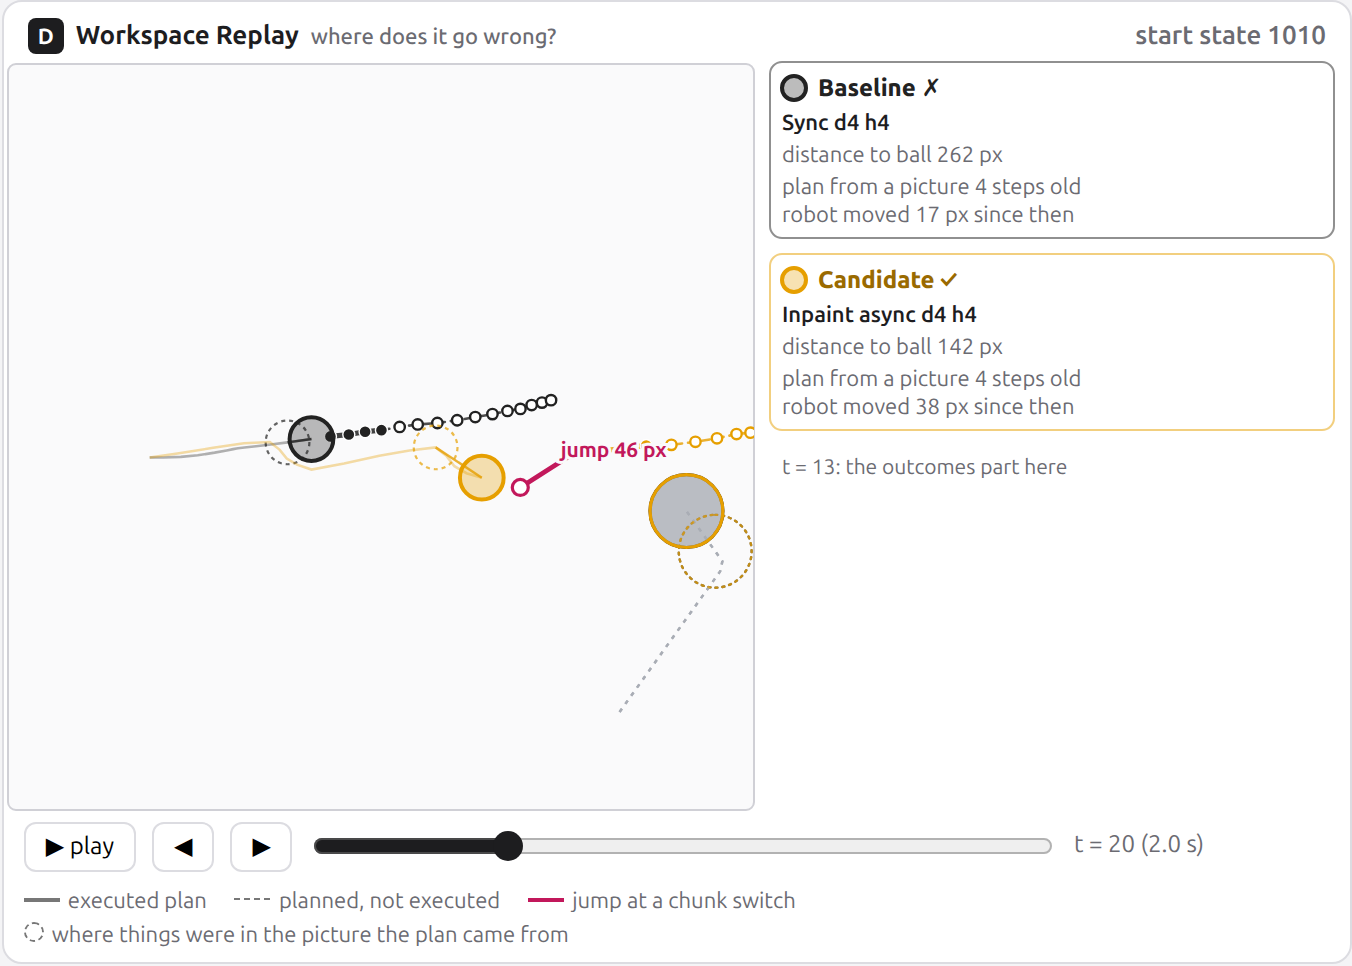 D Workspace Replay where does it go wrong? start state 1010
Baseline ✗
Sync d4 h4
distance to ball 262 px
plan from a picture 4 steps old
robot moved 17 px since then
Candidate ✓
Inpaint async d4 h4
distance to ball 142 px
plan from a picture 4 steps old
robot moved 38 px since then
t = 13: the outcomes part here
jump 46 px
▶ play ◀ ▶ t = 20 (2.0 s)
executed plan planned, not executed jump at a chunk switch
where things were in the picture the plan came from